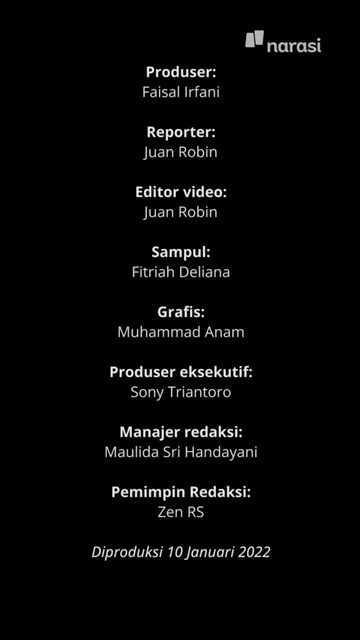 narasi
Produser:
Faisal Irfani
Reporter:
Juan Robin
Editor video:
Juan Robin
Sampul:
Fitriah Deliana
Grafis:
Muhammad Anam
Produser eksekutif:
Sony Triantoro
Manajer redaksi:
Maulida Sri Handayani
Pemimpin Redaksi:
Zen RS
Diproduksi 10 Januari 2022